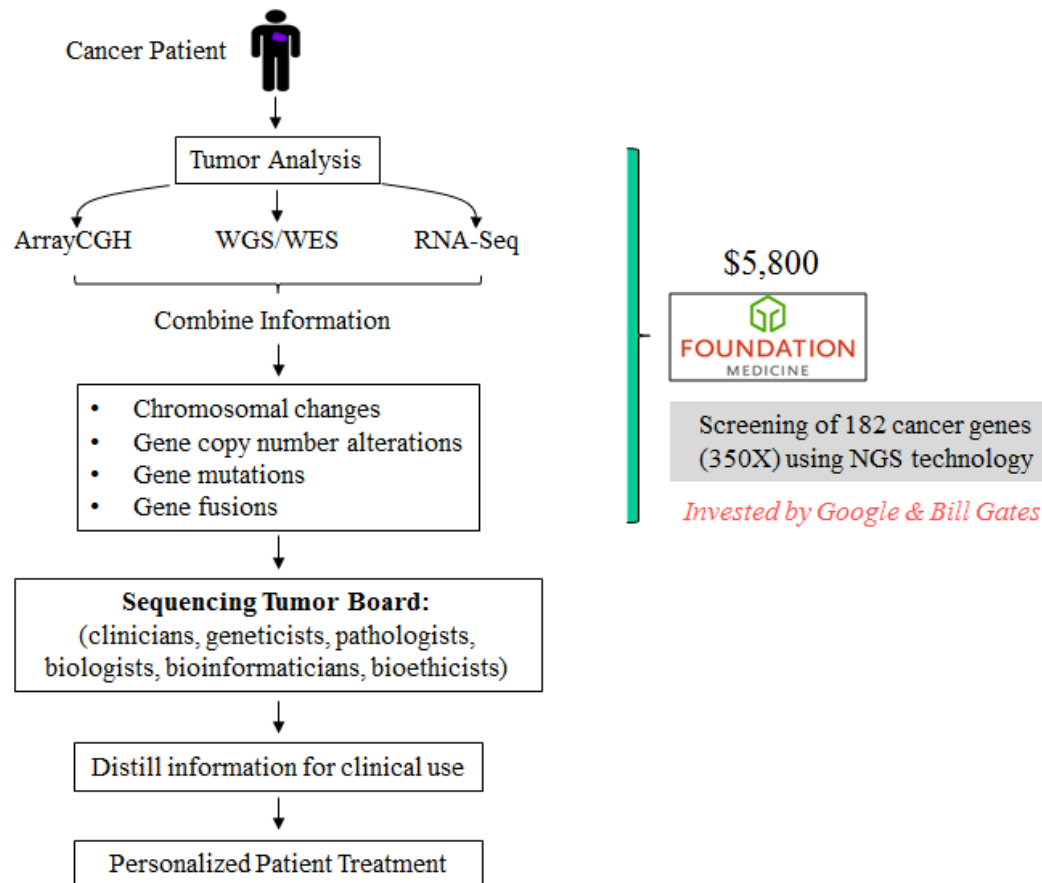 Cancer Patient
Tumor Analysis
ArrayCGH
WGS/WES
RNA-Seq
Combine Information
• Chromosomal changes
• Gene copy number alterations
• Gene mutations
• Gene fusions
Sequencing Tumor Board:
(clinicians, geneticists, pathologists,
biologists, bioinformaticians, bioethicists)
Distill information for clinical use
Personalized Patient Treatment
$5,800
FOUNDATION
MEDICINE
Screening of 182 cancer genes
(350X) using NGS technology
Invested by Google & Bill Gates